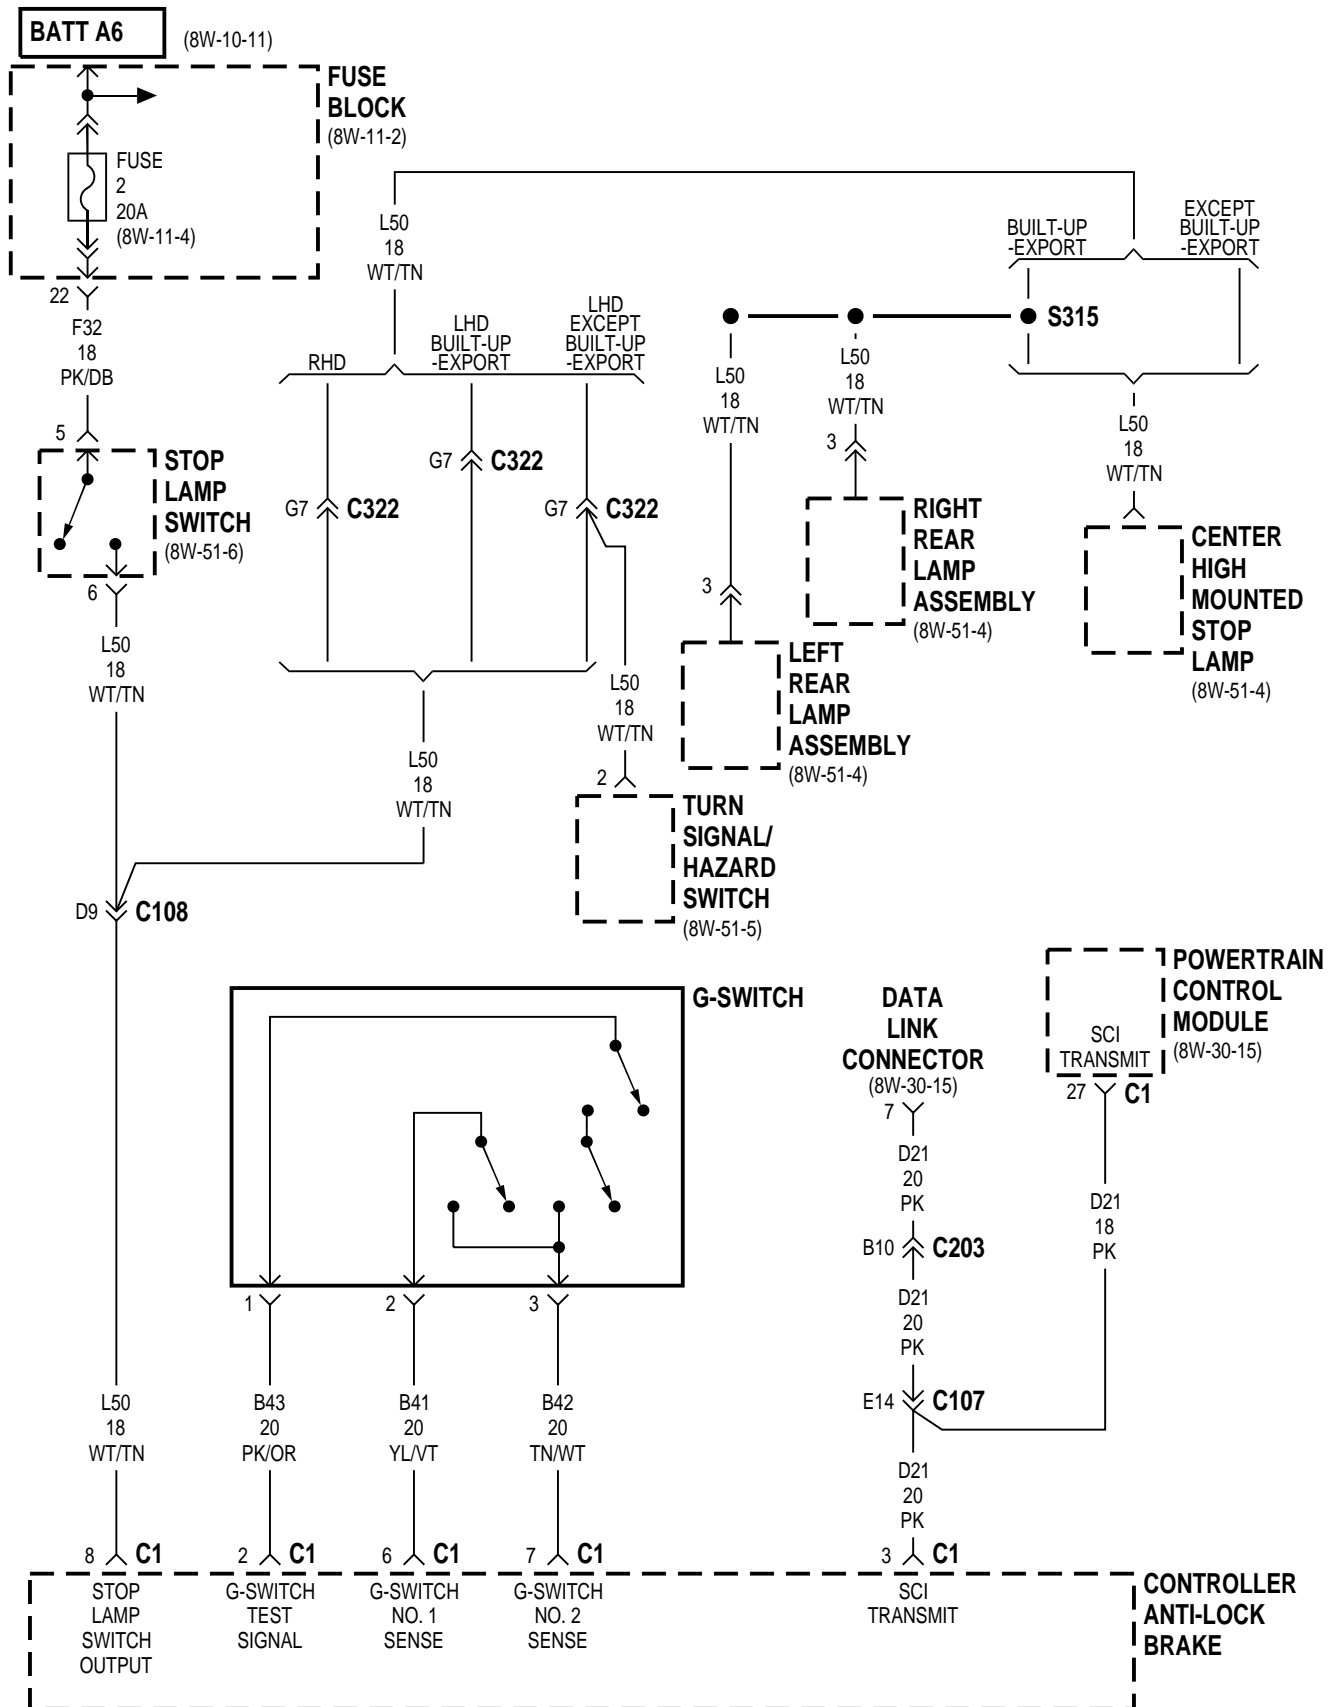 BATT A6
(8W-10-11)
FUSE
BLOCK
(8W-11-2)
FUSE
2
20A
(8W-11-4)
22
F32
18
PK/DB
5
STOP
LAMP
SWITCH
(8W-51-6)
6
L50
18
WT/TN
L50
18
WT/TN
RHD
LHD
BUILT-UP
-EXPORT
LHD
EXCEPT
BUILT-UP
-EXPORT
G7
C322
G7
C322
G7
C322
L50
18
WT/TN
L50
18
WT/TN
2
TURN
SIGNAL/
HAZARD
SWITCH
(8W-51-5)
BUILT-UP
-EXPORT
EXCEPT
BUILT-UP
-EXPORT
S315
L50
18
WT/TN
3
LEFT
REAR
LAMP
ASSEMBLY
(8W-51-4)
L50
18
WT/TN
3
RIGHT
REAR
LAMP
ASSEMBLY
(8W-51-4)
L50
18
WT/TN
CENTER
HIGH
MOUNTED
STOP
LAMP
(8W-51-4)
D9
C108
G-SWITCH
1
2
3
DATA
LINK
CONNECTOR
(8W-30-15)
7
D21
20
PK
B10
C203
D21
20
PK
E14
C107
D21
20
PK
POWERTRAIN
CONTROL
MODULE
(8W-30-15)
SCI
TRANSMIT
27
C1
D21
18
PK
L50
18
WT/TN
B43
20
PK/OR
B41
20
YL/VT
B42
20
TN/WT
8
C1
2
C1
6
C1
7
C1
3
C1
STOP
LAMP
SWITCH
OUTPUT
G-SWITCH
TEST
SIGNAL
G-SWITCH
NO. 1
SENSE
G-SWITCH
NO. 2
SENSE
SCI
TRANSMIT
CONTROLLER
ANTI-LOCK
BRAKE